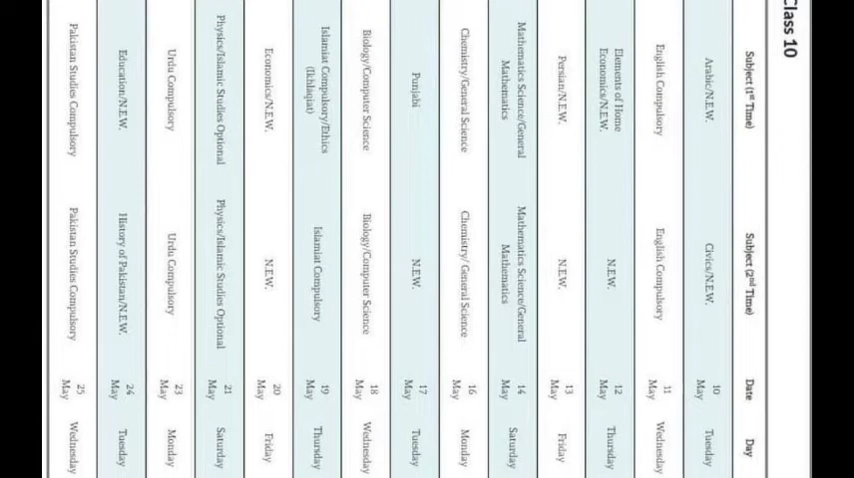 Class 10
Subject (1st Time) Subject (2nd Time) Date Day
Arabic/N.E.W. Civics/N.E.W. 10 May Tuesday
English Compulsory English Compulsory 11 May Wednesday
Elements of Home Economics/N.E.W. N.E.W. 12 May Thursday
Persian/N.E.W. N.E.W. 13 May Friday
Mathematics Science/General Mathematics Mathematics Science/General Mathematics 14 May Saturday
Chemistry/General Science Chemistry/ General Science 16 May Monday
Punjabi N.E.W. 17 May Tuesday
Biology/Computer Science Biology/Computer Science 18 May Wednesday
Islamiat Compulsory/Ethics (Ikhlaqiat) Islamiat Compulsory 19 May Thursday
Economics/N.E.W. N.E.W. 20 May Friday
Physics/Islamic Studies Optional Physics/Islamic Studies Optional 21 May Saturday
Urdu Compulsory Urdu Compulsory 23 May Monday
Education/N.E.W. History of Pakistan/N.E.W. 24 May Tuesday
Pakistan Studies Compulsory Pakistan Studies Compulsory 25 May Wednesday